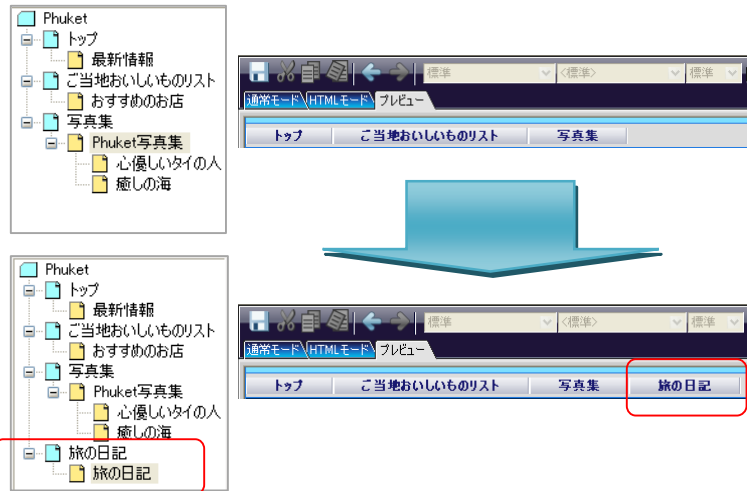 Phuket
トップ
最新情報
ご当地おいしいものリスト
おすすめのお店
写真集
Phuket写真集
心優しいタイの人
癒しの海
標準
<標準>
標準
通常モード HTMLモード プレビュー
トップ ご当地おいしいものリスト 写真集
Phuket
トップ
最新情報
ご当地おいしいものリスト
おすすめのお店
写真集
Phuket写真集
心優しいタイの人
癒しの海
旅の日記
旅の日記
標準
<標準>
標準
通常モード HTMLモード プレビュー
トップ ご当地おいしいものリスト 写真集 旅の日記